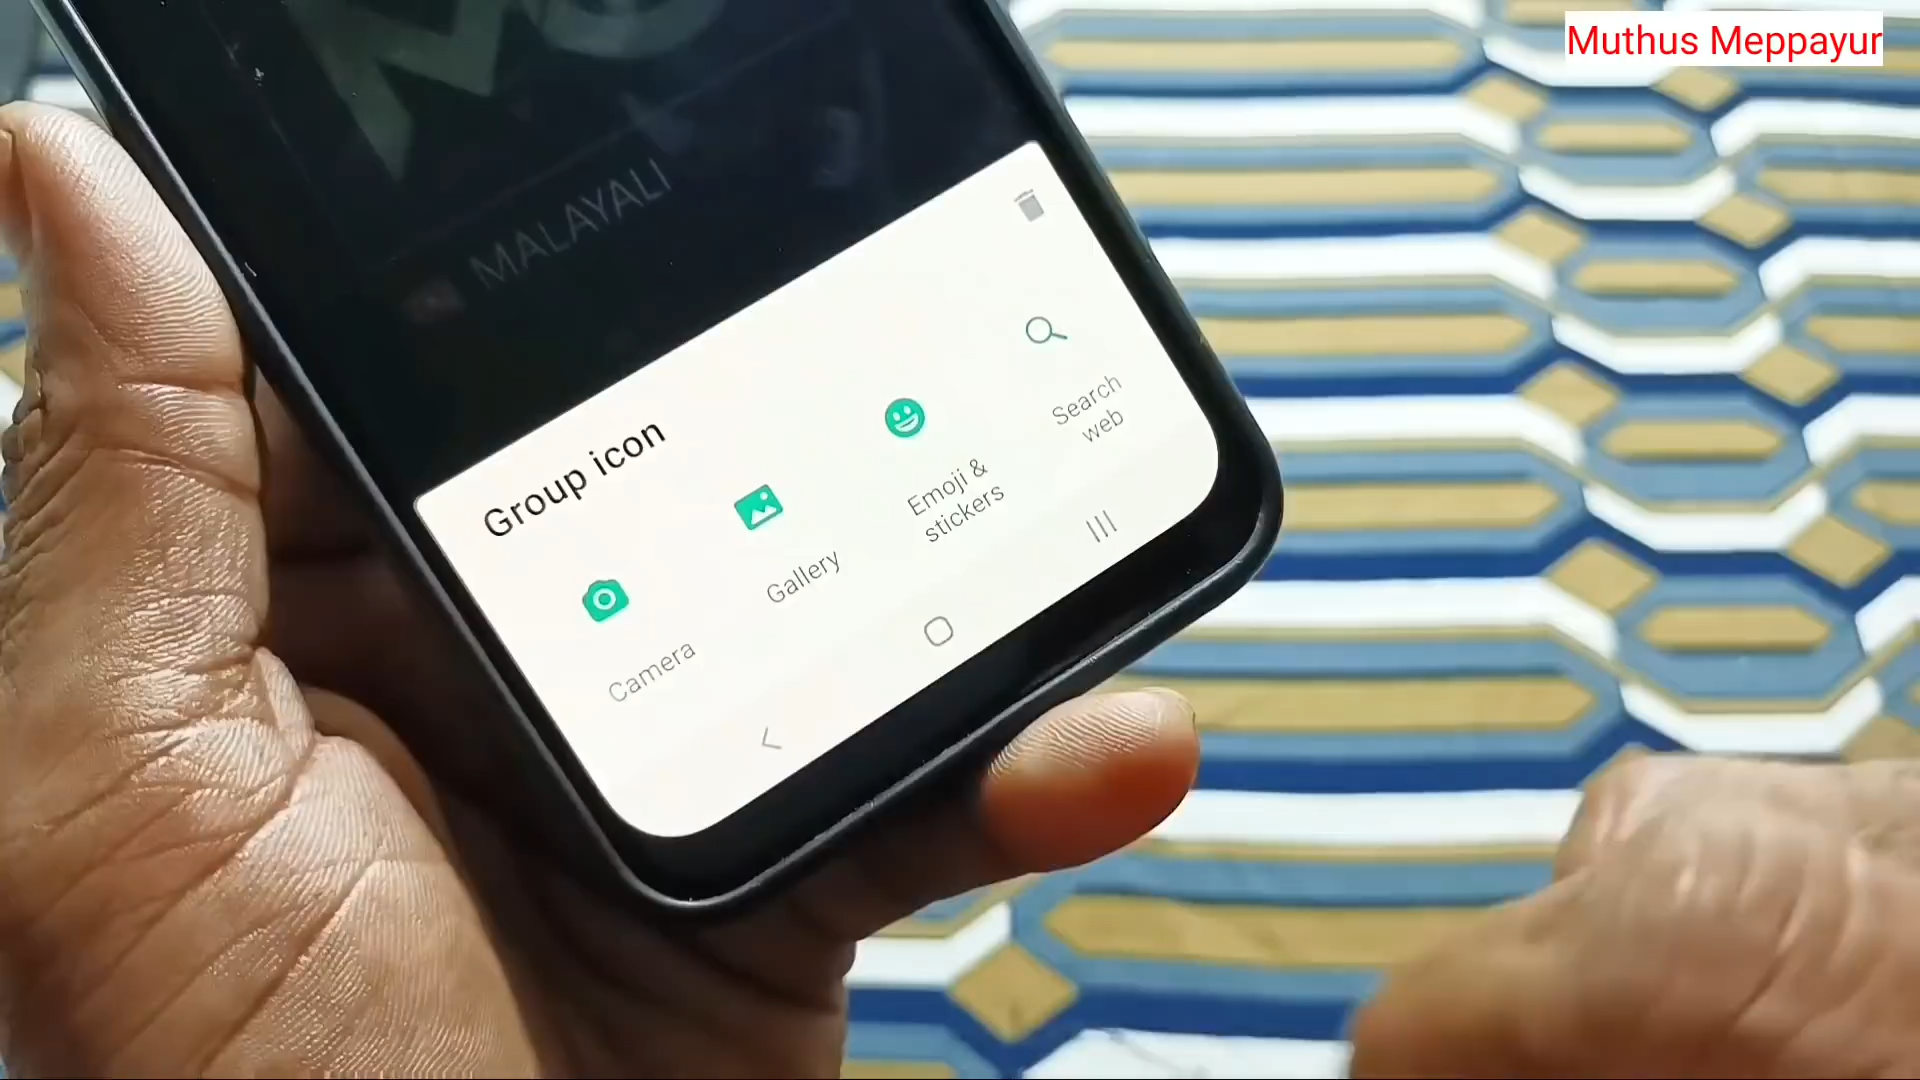 Muthus Meppayur
MALAYALI
Group icon
Camera
Gallery
Emoji &
stickers
Search
web